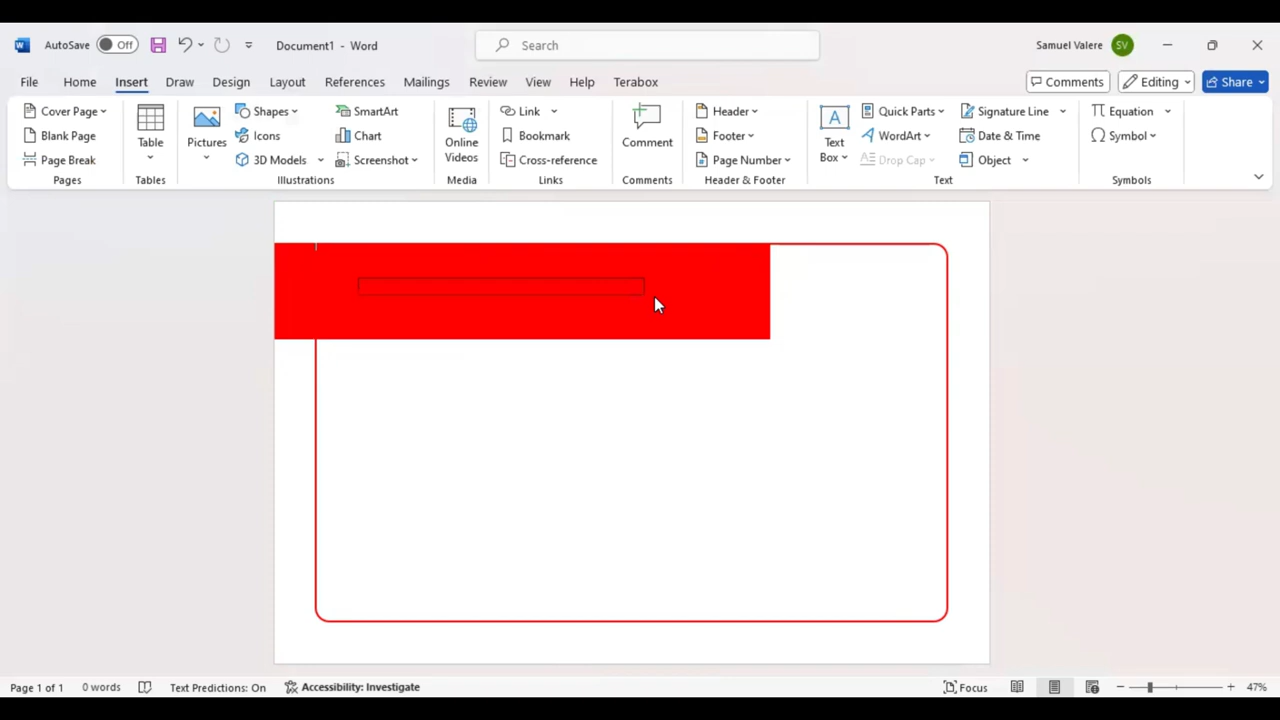 AutoSave Off Document1 - Word Search Samuel Valere SV
File Home Insert Draw Design Layout References Mailings Review View Help Terabox Comments Editing Share
Cover Page Shapes SmartArt Link Header Quick Parts Signature Line Equation
Blank Page Icons Chart Bookmark Footer WordArt Date & Time Symbol
Table Pictures Online Videos Comment Text Box
Page Break 3D Models Screenshot Cross-reference Page Number Drop Cap Object
Pages Tables Illustrations Media Links Comments Header & Footer Text Symbols
Page 1 of 1 0 words Text Predictions: On Accessibility: Investigate Focus 47%